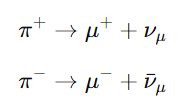 π⁺ → μ⁺ + ν_μ
π⁻ → μ⁻ + ν̄_μ